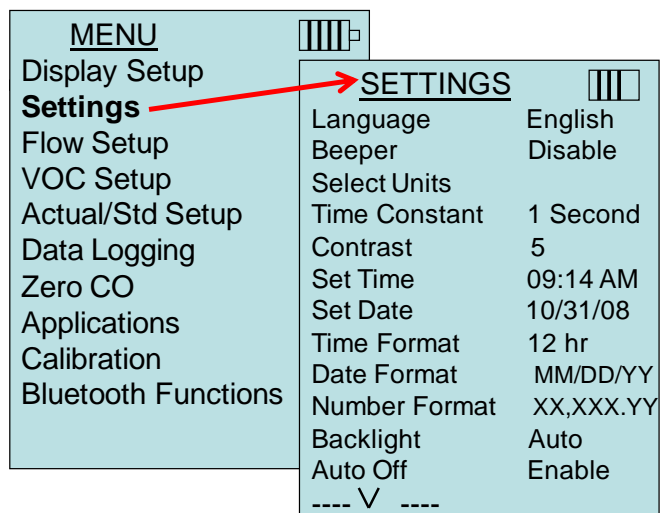 MENU
Display Setup
Settings
Flow Setup
VOC Setup
Actual/Std Setup
Data Logging
Zero CO
Applications
Calibration
Bluetooth Functions
SETTINGS
Language English
Beeper Disable
Select Units
Time Constant 1 Second
Contrast 5
Set Time 09:14 AM
Set Date 10/31/08
Time Format 12 hr
Date Format MM/DD/YY
Number Format XX,XXX.YY
Backlight Auto
Auto Off Enable
---- V ----